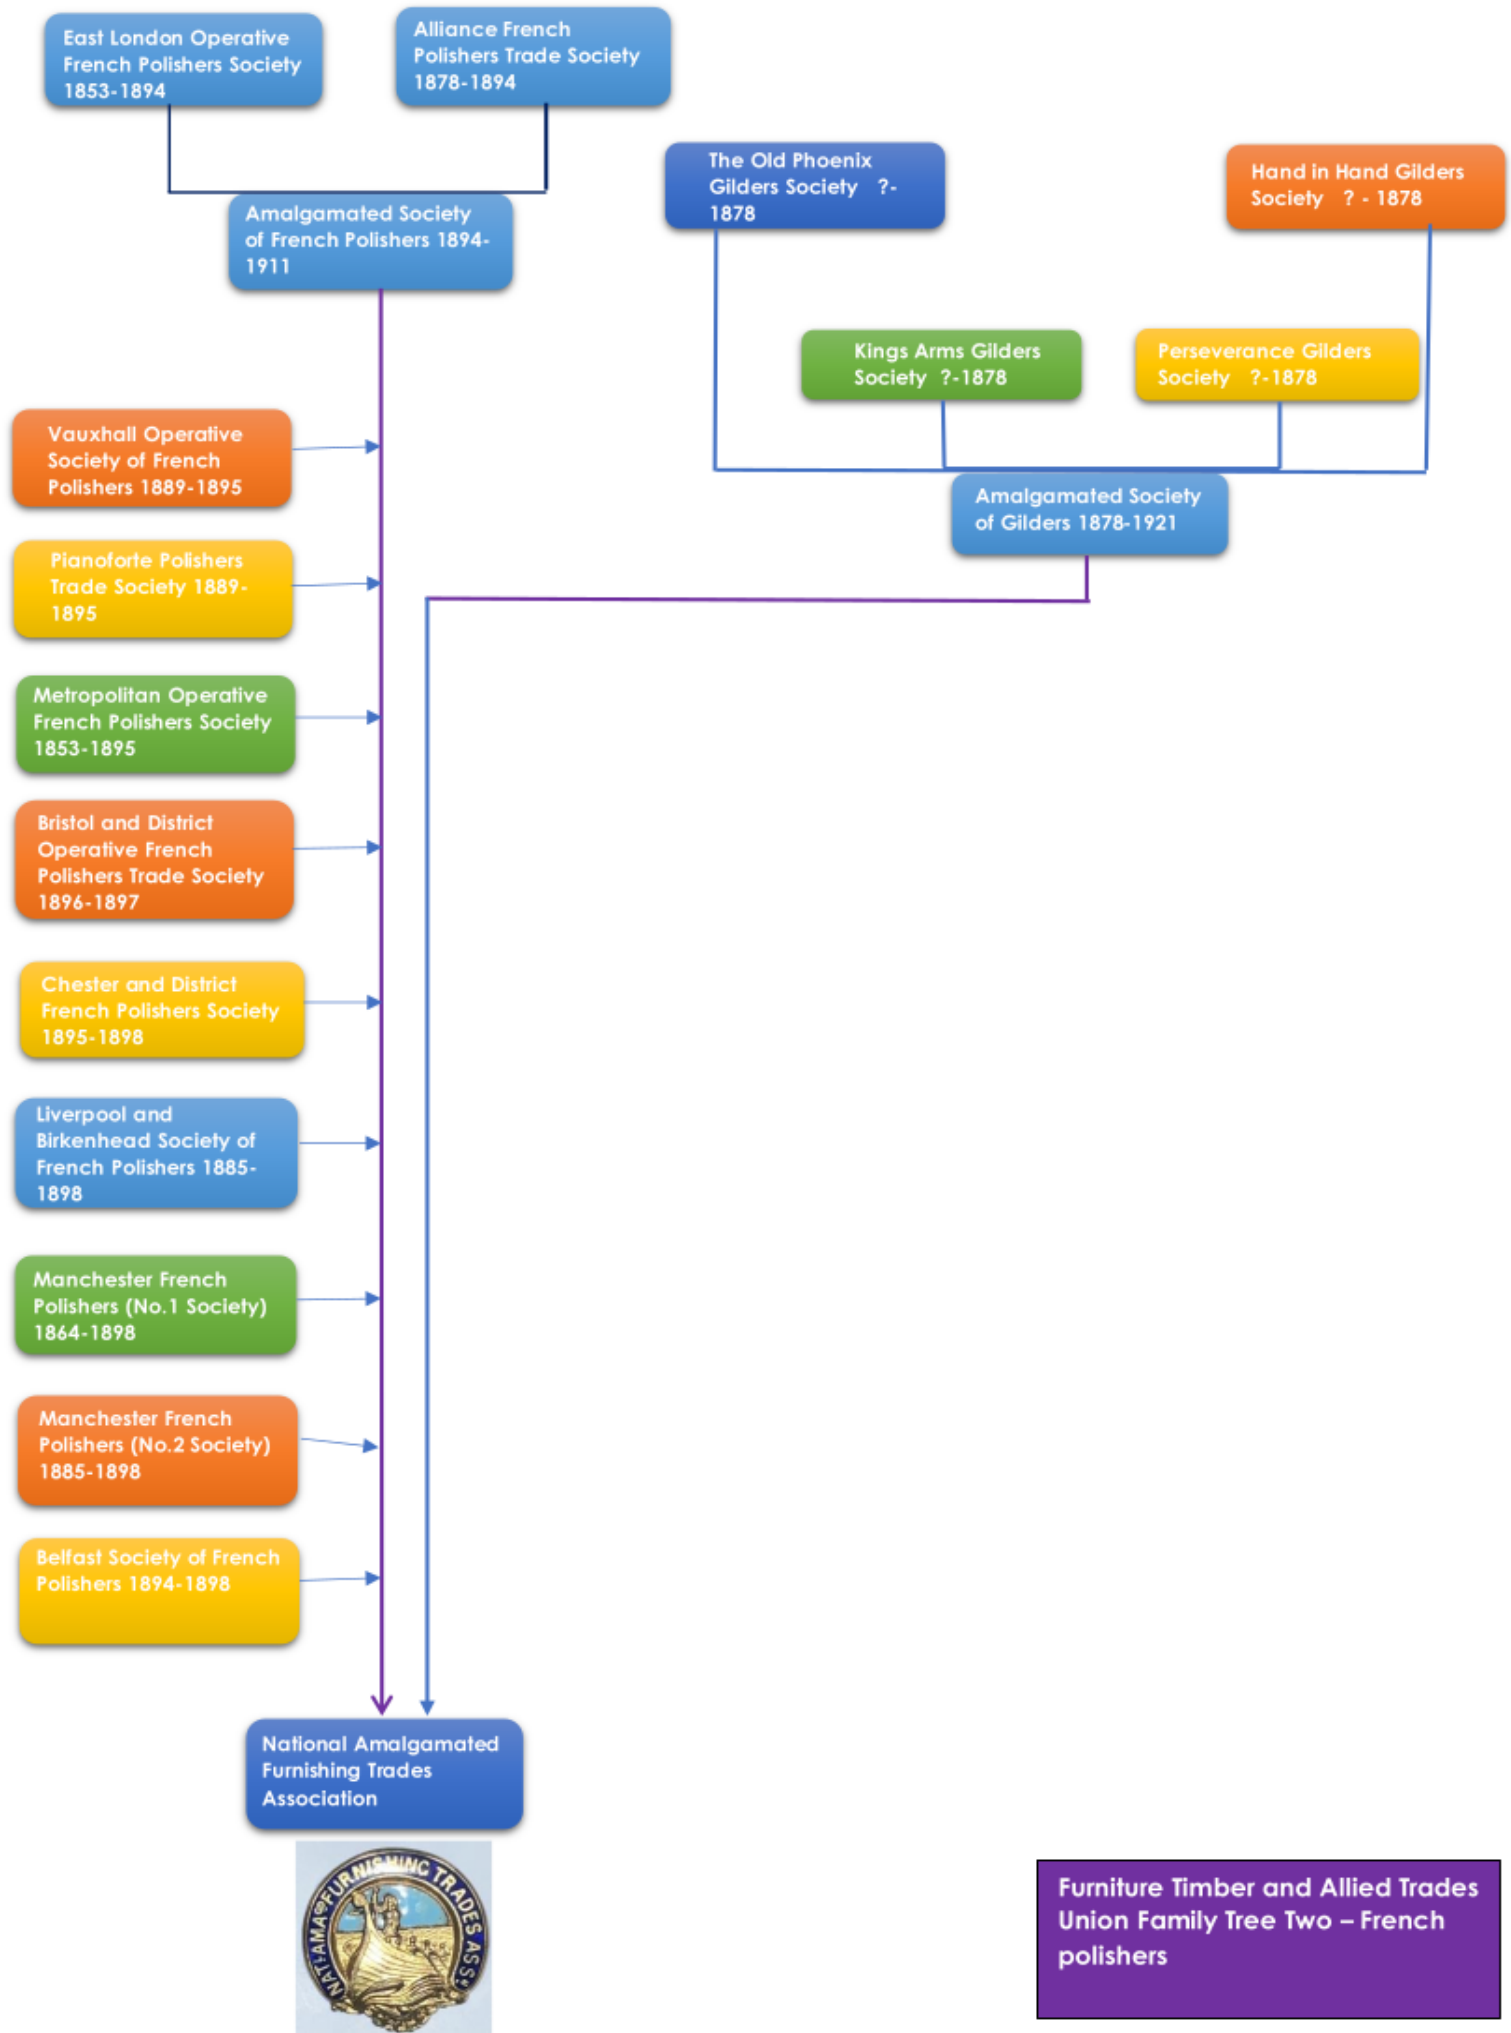 East London Operative
French Polishers Society
1853-1894
Alliance French
Polishers Trade Society
1878-1894
Amalgamated Society
of French Polishers 1894-
1911
The Old Phoenix
Gilders Society ?-
1878
Hand in Hand Gilders
Society ? - 1878
Kings Arms Gilders
Society ?-1878
Perseverance Gilders
Society ?-1878
Amalgamated Society
of Gilders 1878-1921
Vauxhall Operative
Society of French
Polishers 1889-1895
Pianoforte Polishers
Trade Society 1889-
1895
Metropolitan Operative
French Polishers Society
1853-1895
Bristol and District
Operative French
Polishers Trade Society
1896-1897
Chester and District
French Polishers Society
1895-1898
Liverpool and
Birkenhead Society of
French Polishers 1885-
1898
Manchester French
Polishers (No.1 Society)
1864-1898
Manchester French
Polishers (No.2 Society)
1885-1898
Belfast Society of French
Polishers 1894-1898
National Amalgamated
Furnishing Trades
Association
NAT. AMA. FURNISHING TRADES ASSN
Furniture Timber and Allied Trades
Union Family Tree Two – French
polishers